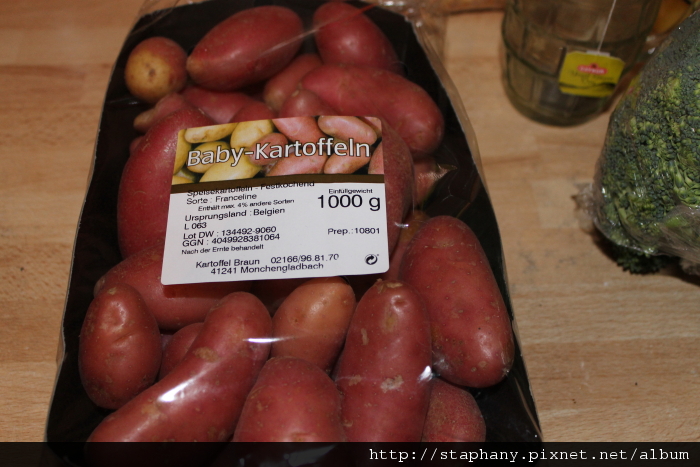 Baby-Kartoffeln
Speisekartoffeln - Festkochend
Sorte : Franceline
Enthält max. 4% andere Sorten
Ursprungsland : Belgien
L 063
Lot DW : 134492-9060
GGN : 4049928381064
Nach der Ernte behandelt
Einfüllgewicht
1000 g
Prep.:10801
Kartoffel Braun 02166/96.81.70
41241 Mönchengladbach
http://staphany.pixnet.net/album